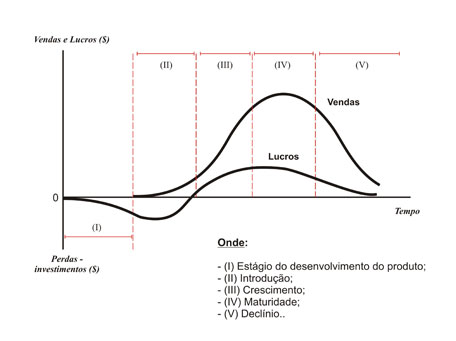 Vendas e Lucros ($)
(II)
(III)
(IV)
(V)
Vendas
Lucros
0
Tempo
(I)
Perdas -
investimentos ($)
Onde:
- (I) Estágio do desenvolvimento do produto;
- (II) Introdução;
- (III) Crescimento;
- (IV) Maturidade;
- (V) Declínio..